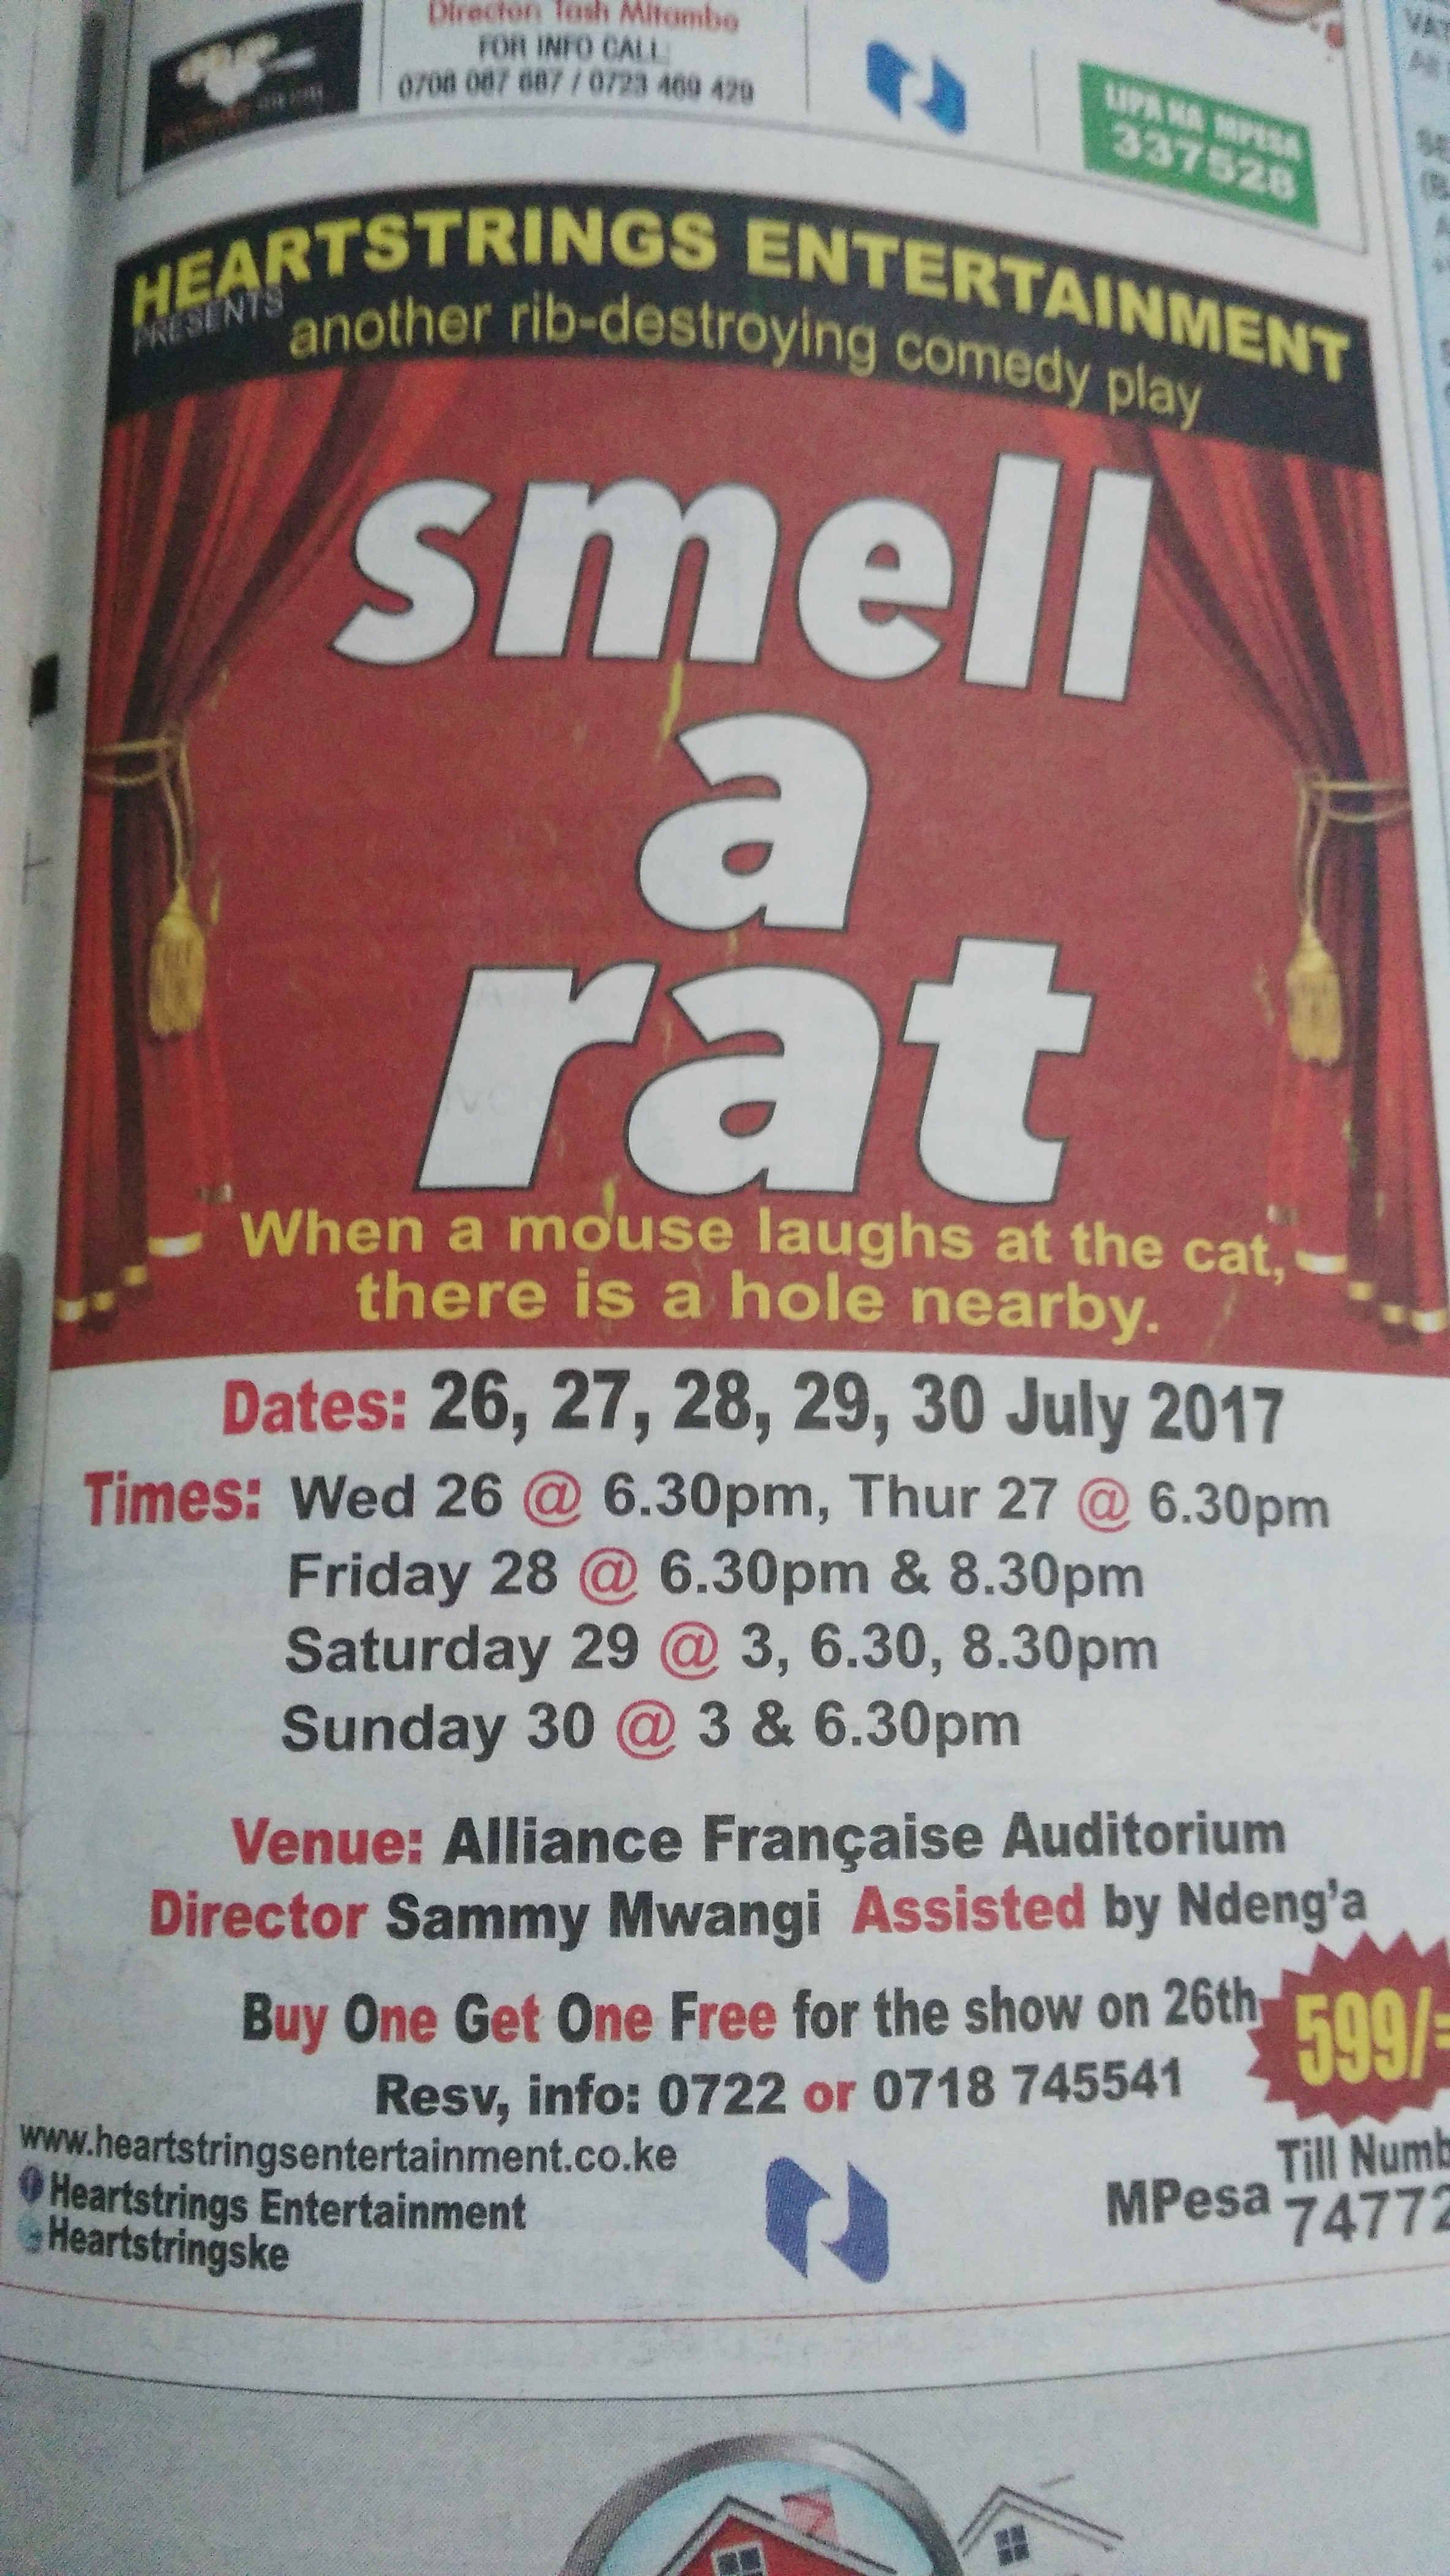 Director: Tash Mitambo
FOR INFO CALL:
0708 087 687 / 0723 469 429
LIPA NA MPESA
337528
HEARTSTRINGS ENTERTAINMENT
PRESENTS
another rib-destroying comedy play
smell
a
rat
When a mouse laughs at the cat,
there is a hole nearby.
Dates: 26, 27, 28, 29, 30 July 2017
Times: Wed 26 @ 6.30pm, Thur 27 @ 6.30pm
Friday 28 @ 6.30pm & 8.30pm
Saturday 29 @ 3, 6.30, 8.30pm
Sunday 30 @ 3 & 6.30pm
Venue: Alliance Française Auditorium
Director Sammy Mwangi Assisted by Ndeng'a
Buy One Get One Free for the show on 26th
599/=
Resv, info: 0722 or 0718 745541
www.heartstringsentertainment.co.ke
Heartstrings Entertainment
Heartstringske
Till Numb
MPesa 74772